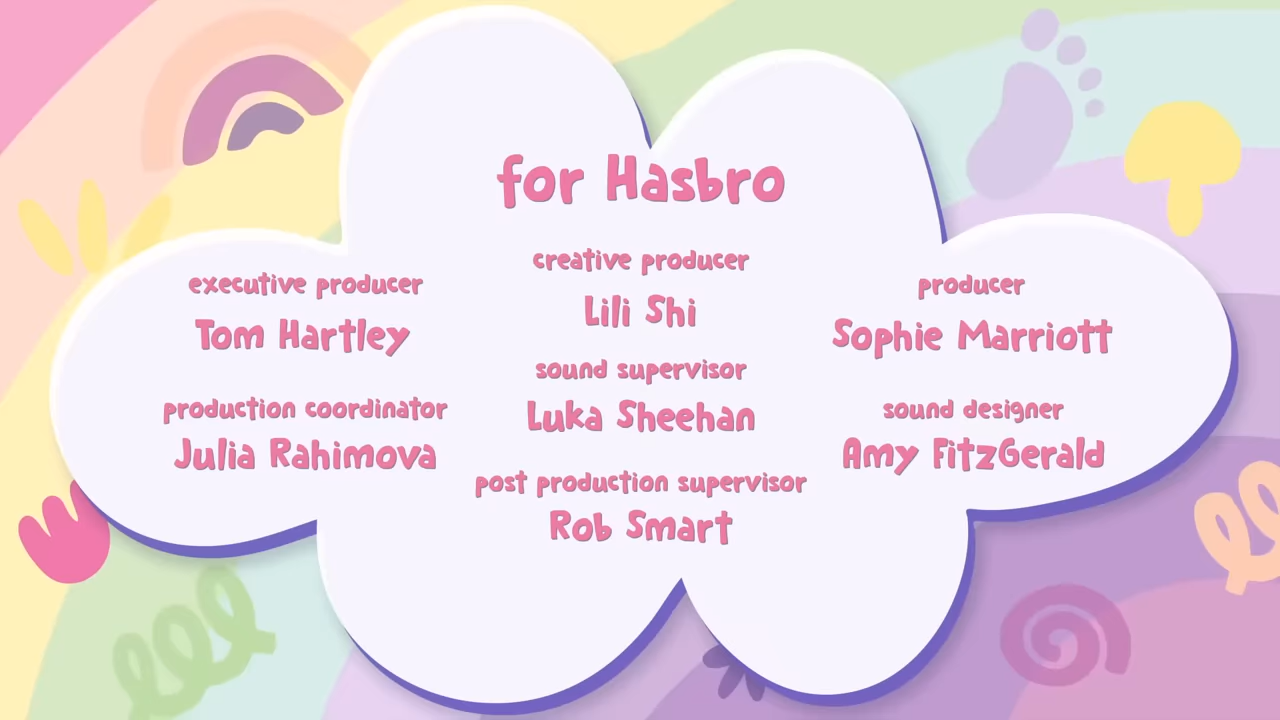 for Hasbro
executive producer
Tom Hartley
production coordinator
Julia Rahimova
creative producer
Lili Shi
sound supervisor
Luka Sheehan
post production supervisor
Rob Smart
producer
Sophie Marriott
sound designer
Amy FitzGerald